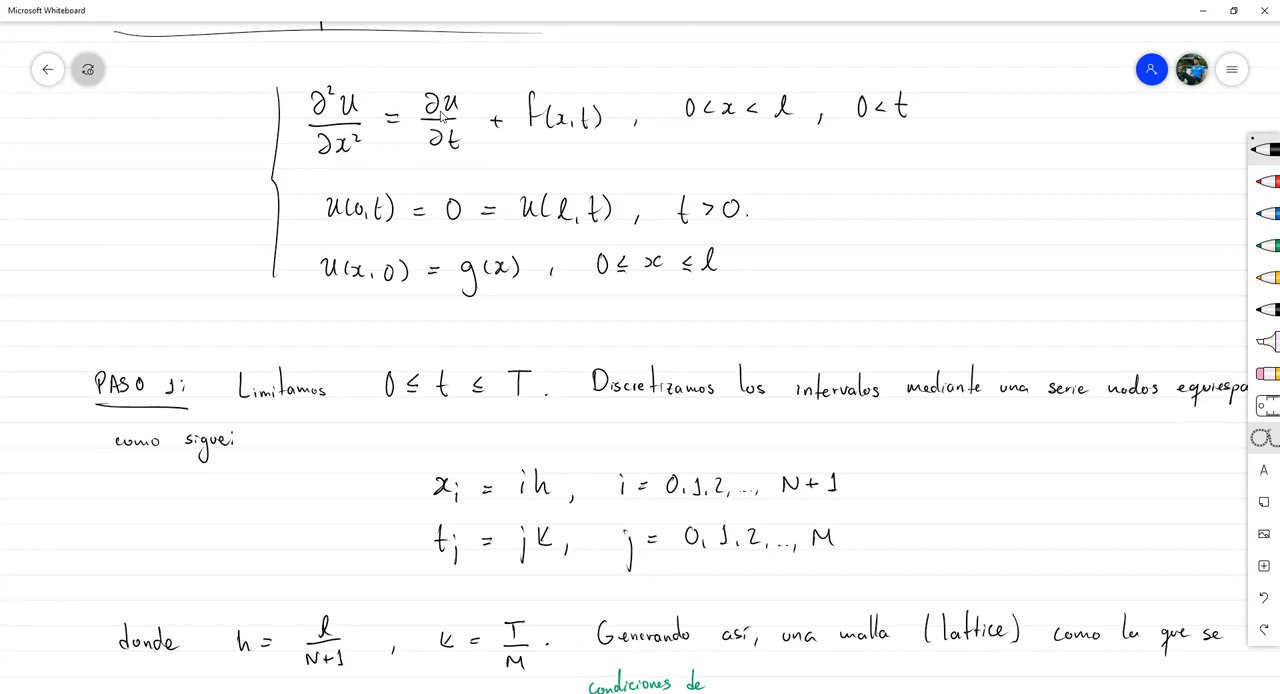 Microsoft Whiteboard
∂²u/∂x² = ∂u/∂t + f(x,t), 0<x<l, 0<t
u(0,t) = 0 = u(l,t), t>0.
u(x,0) = g(x), 0≤x≤l
PASO 1: Limitamos 0≤t≤T. Discretizamos los intervalos mediante una serie nodos equiespa
como sigue:
xᵢ = ih, i = 0,1,2,..., N+1
tⱼ = jk, j = 0,1,2,..., M
donde h = l/N+1, k = T/M. Generando así, una malla (lattice) como la que se
condiciones de